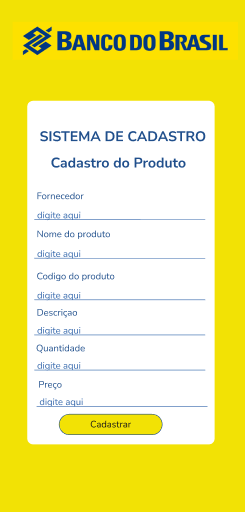 BANCO DO BRASIL
SISTEMA DE CADASTRO
Cadastro do Produto
Fornecedor
digite aqui
Nome do produto
digite aqui
Codigo do produto
digite aqui
Descriçao
digite aqui
Quantidade
digite aqui
Preço
digite aqui
Cadastrar